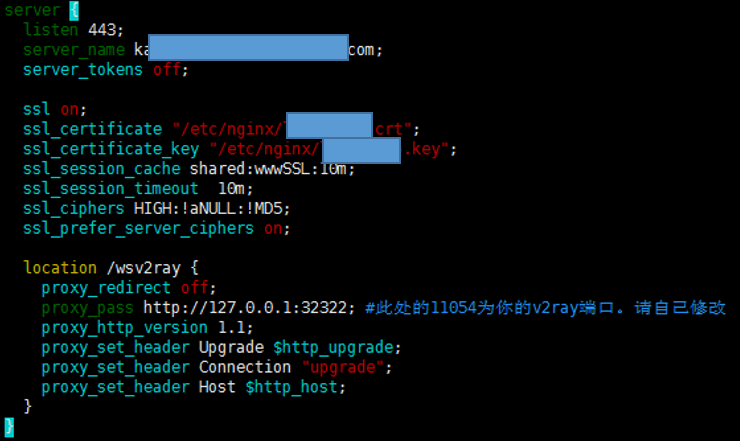 server {
listen 443;
server_name ka com;
server_tokens off;
ssl on;
ssl_certificate "/etc/nginx/ crt";
ssl_certificate_key "/etc/nginx/ .key";
ssl_session_cache shared:wwwSSL:10m;
ssl_session_timeout 10m;
ssl_ciphers HIGH:!aNULL:!MD5;
ssl_prefer_server_ciphers on;
location /wsv2ray {
proxy_redirect off;
proxy_pass http://127.0.0.1:32322; #此处的11054为你的v2ray端口。请自己修改
proxy_http_version 1.1;
proxy_set_header Upgrade $http_upgrade;
proxy_set_header Connection "upgrade";
proxy_set_header Host $http_host;
}
}